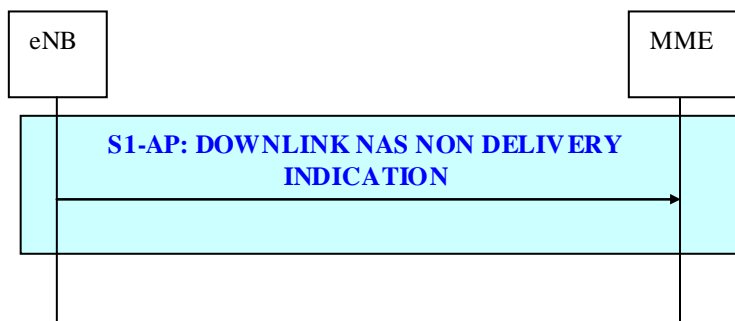 eNB
MME
S1-AP: DOWNLINK NAS NON DELIVERY
INDICATION